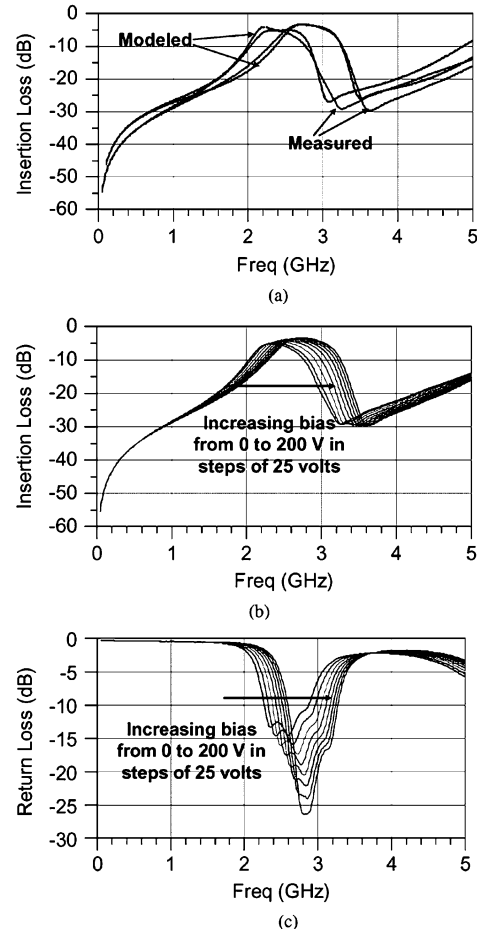 0
-10
-20
-30
-40
-50
-60
Insertion Loss (dB)
Modeled
Measured
0 1 2 3 4 5
Freq (GHz)
(a)
0
-10
-20
-30
-40
-50
-60
Insertion Loss (dB)
Increasing bias
from 0 to 200 V in
steps of 25 volts
0 1 2 3 4 5
Freq (GHz)
(b)
0
-5
-10
-15
-20
-25
-30
Return Loss (dB)
Increasing bias
from 0 to 200 V in
steps of 25 volts
0 1 2 3 4 5
Freq (GHz)
(c)